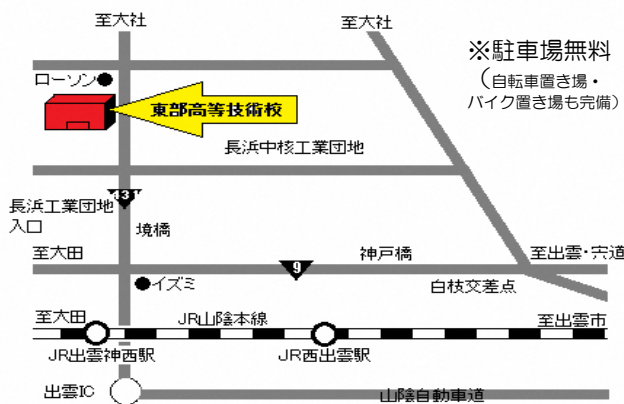 至大社
至大社
※駐車場無料
（自転車置き場・
バイク置き場も完備）
ローソン
東部高等技術校
長浜中核工業団地
431
長浜工業団地
入口
境橋
至大田
9
神戸橋
至出雲・宍道
イズミ
白枝交差点
至大田
JR山陰本線
至出雲市
JR出雲神西駅
JR西出雲駅
出雲IC
山陰自動車道